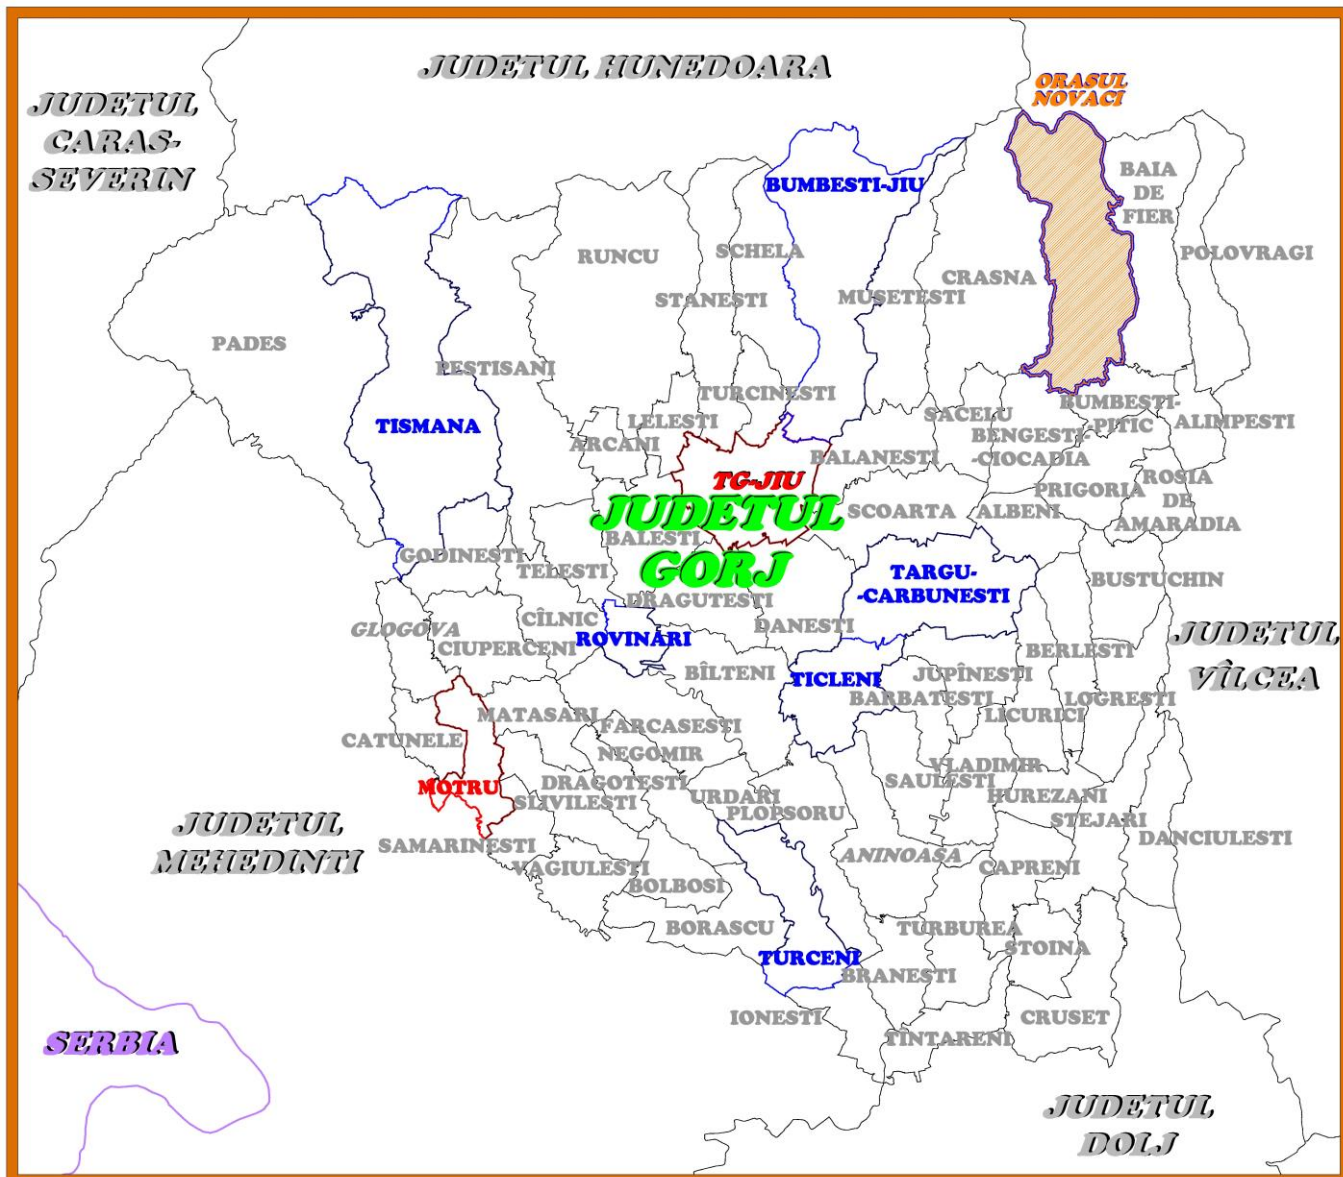 JUDETUL HUNEDOARA
ORASUL
NOVACI
JUDETUL
CARAS-
SEVERIN
BUMBESTI-JIU
BAIA
DE
FIER
RUNCU
SCHELA
POLOVRAGI
CRASNA
STANESTI
MUSETESTI
PADES
PESTISANI
TURCINESTI
BUMBESTI-
-PITIC
LELESTI
SACELU
ALIMPESTI
TISMANA
ARCANI
BENGESTI-
-CIOCADIA
BALANESTI
TG-JIU
ROSIA
DE
AMARADIA
PRIGORIA
JUDETUL
GORJ
SCOARTA
ALBENI
BALESTI
GODINESTI
TELESTI
TARGU-
-CARBUNESTI
BUSTUCHIN
DRAGUTESTI
DANESTI
GLOGOVA
CÎLNIC
CIUPERCENI
ROVINARI
BERLESTI
JUDETUL
VÎLCEA
BÎLTENI
TICLENI
JUPÎNESTI
BARBATESTI
LOGRESTI
MATASARI
LICURICI
FARCASESTI
CATUNELE
NEGOMIR
VLADIMIR
MOTRU
DRAGOTESTI
SAULESTI
SLIVILESTI
URDARI
HUREZANI
PLOPSORU
STEJARI
JUDETUL
MEHEDINTI
DANCIULESTI
SAMARINESTI
ANINOASA
VAGIULESTI
CAPRENI
BOLBOSI
BORASCU
TURBUREA
STOINA
TURCENI
BRANESTI
IONESTI
CRUSET
TÎNTARENI
SERBIA
JUDETUL
DOLJ